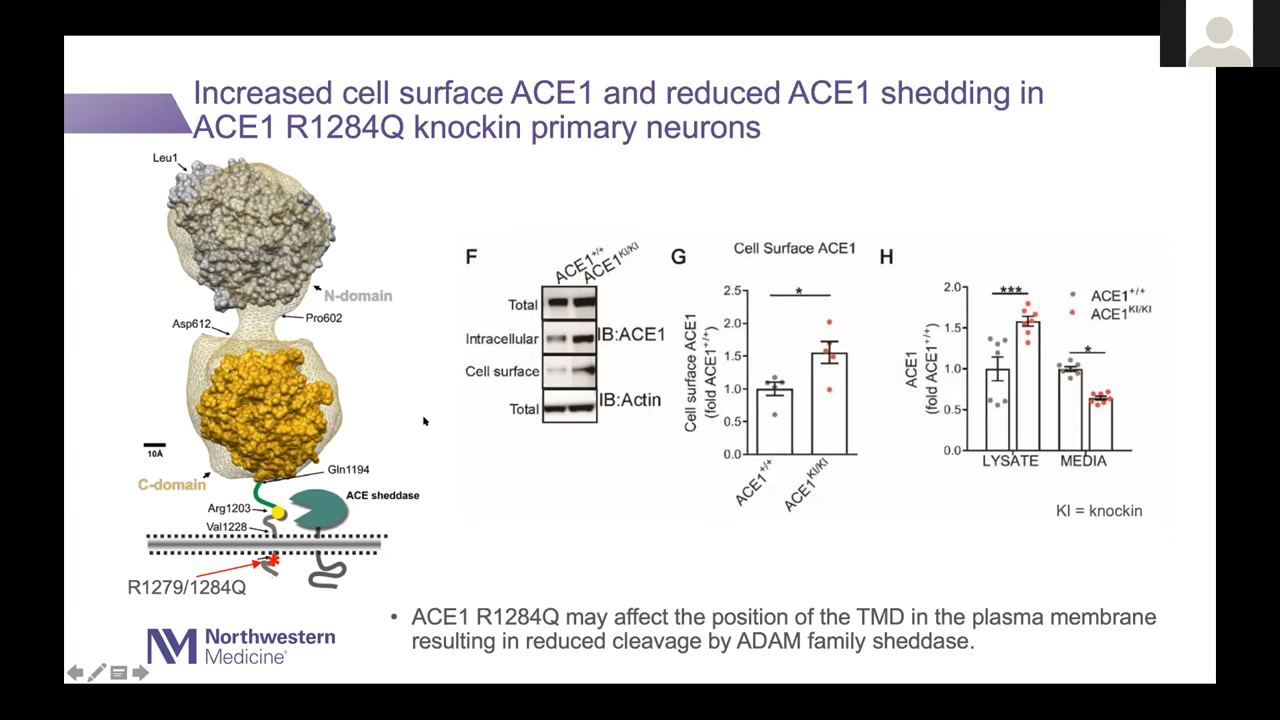 Increased cell surface ACE1 and reduced ACE1 shedding in
ACE1 R1284Q knockin primary neurons
Leu1
N-domain
Asp612
Pro602
10Å
C-domain
Gln1194
ACE sheddase
Arg1203
Val1228
R1279/1284Q
F
ACE1+/+
ACE1KI/KI
Total
Intracellular
IB:ACE1
Cell surface
Total
IB:Actin
G
Cell Surface ACE1
Cell surface ACE1
(fold ACE1+/+)
2.5
2.0
1.5
1.0
0.5
0.0
*
ACE1+/+
ACE1KI/KI
H
ACE1
(fold ACE1+/+)
2.0
1.5
1.0
0.5
0.0
***
*
ACE1+/+
ACE1KI/KI
LYSATE
MEDIA
KI = knockin
• ACE1 R1284Q may affect the position of the TMD in the plasma membrane
resulting in reduced cleavage by ADAM family sheddase.
NM Northwestern
Medicine®